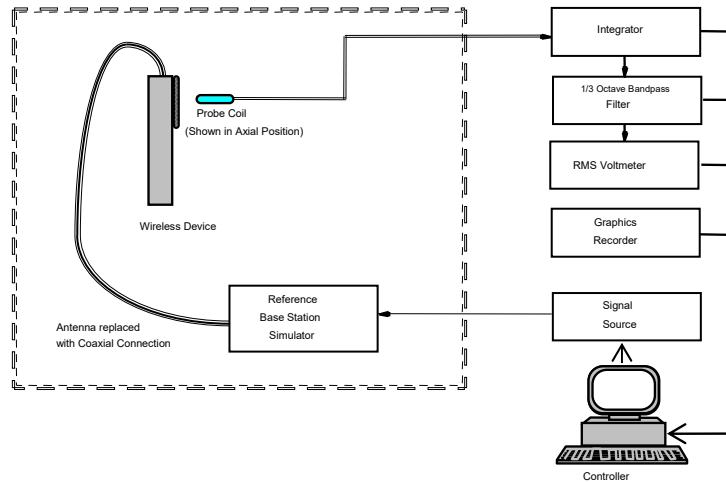 Integrator
1/3 Octave Bandpass
Filter
RMS Voltmeter
Graphics
Recorder
Probe Coil
(Shown in Axial Position)
Wireless Device
Reference
Base Station
Simulator
Antenna replaced
with Coaxial Connection
Signal
Source
Controller